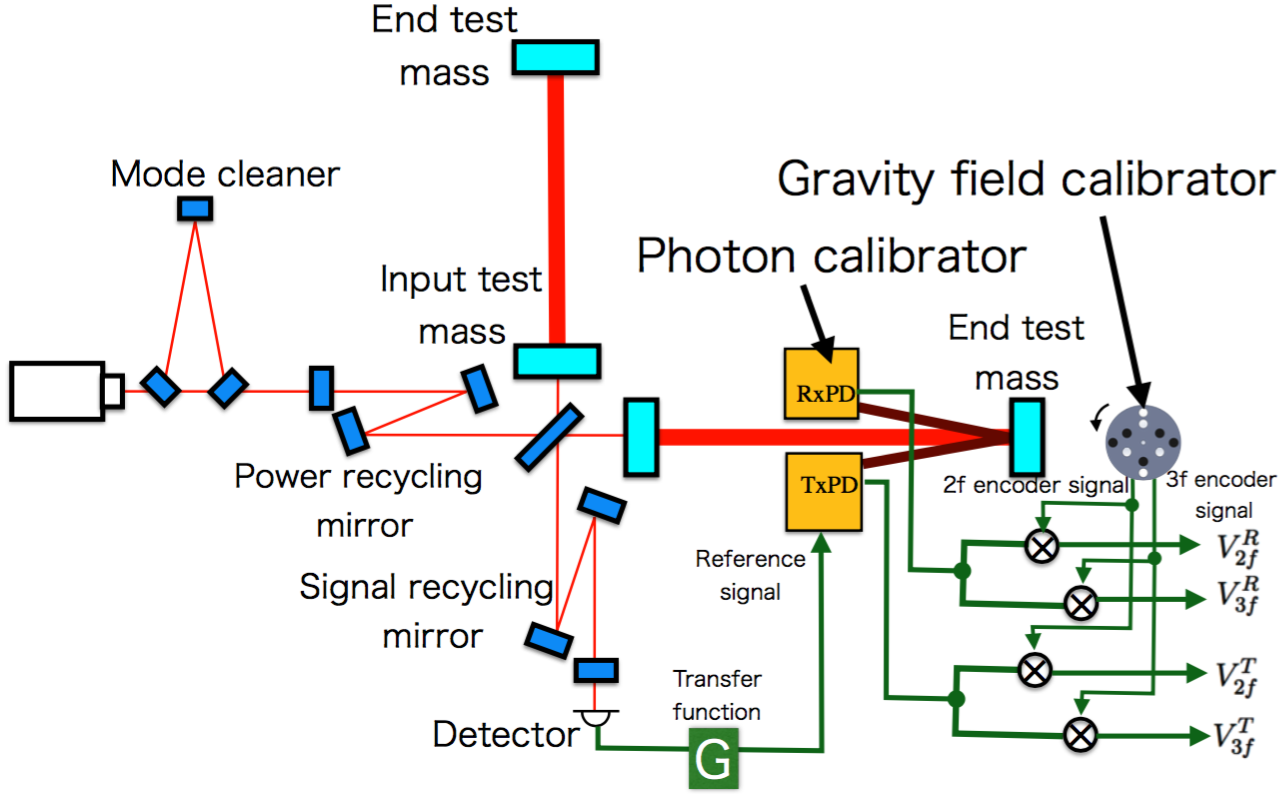 End test
mass
Mode cleaner
Gravity field calibrator
Photon calibrator
Input test
mass
End test
mass
RxPD
TxPD
Power recycling
mirror
2f encoder signal
3f encoder
signal
Reference
signal
V_{2f}^{R}
V_{3f}^{R}
Signal recycling
mirror
V_{2f}^{T}
V_{3f}^{T}
Transfer
function
Detector
G